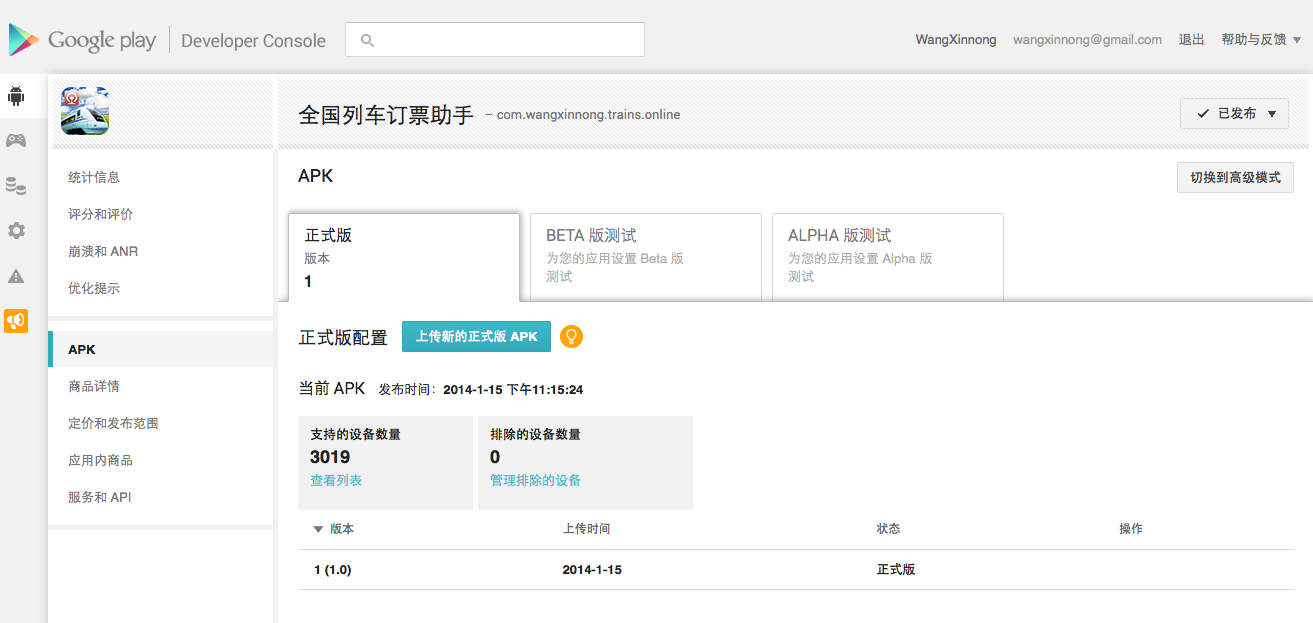 Google play Developer Console
WangXinnong wangxinnong@gmail.com 退出 帮助与反馈
全国列车订票助手 – com.wangxinnong.trains.online
已发布
统计信息
评分和评价
崩溃和 ANR
优化提示
APK
商品详情
定价和发布范围
应用内商品
服务和 API
APK
切换到高级模式
正式版
版本
1
BETA 版测试
为您的应用设置 Beta 版
测试
ALPHA 版测试
为您的应用设置 Alpha 版
测试
正式版配置 上传新的正式版 APK
当前 APK 发布时间：2014-1-15 下午11:15:24
支持的设备数量
3019
查看列表
排除的设备数量
0
管理排除的设备
版本 上传时间 状态 操作
1 (1.0) 2014-1-15 正式版